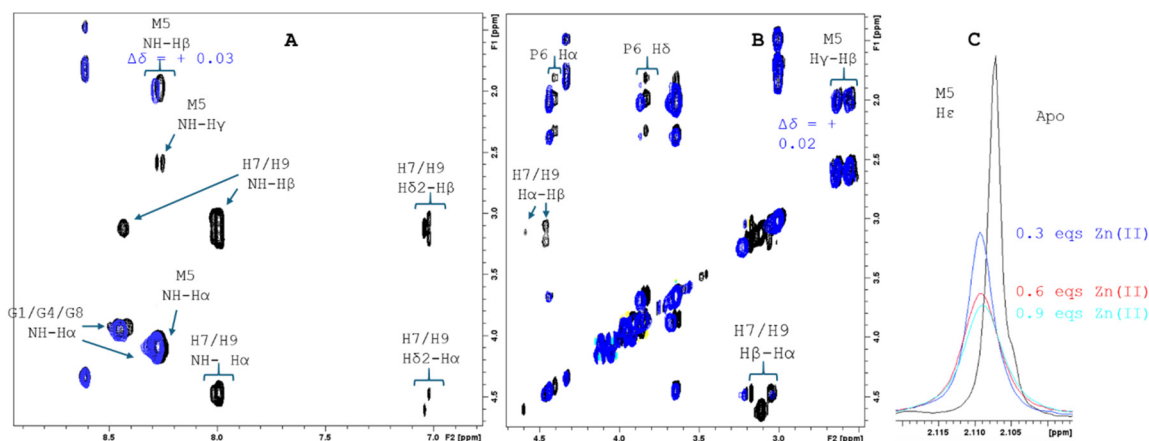 A
M5
NH-Hβ
Δδ = + 0.03
M5
NH-Hγ
H7/H9
NH-Hβ
H7/H9
Hδ2-Hβ
M5
NH-Hα
G1/G4/G8
NH-Hα
H7/H9
NH- Hα
H7/H9
Hδ2-Hα
F1 [ppm]
2.0
2.5
3.0
3.5
4.0
4.5
8.5
8.0
7.5
7.0
F2 [ppm]
B
P6 Hα
P6 Hδ
M5
Hγ-Hβ
Δδ = +
0.02
H7/H9
Hα-Hβ
H7/H9
Hβ-Hα
F1 [ppm]
2.0
2.5
3.0
3.5
4.0
4.5
4.5
4.0
3.5
3.0
F2 [ppm]
C
M5
Hε
Apo
0.3 eqs Zn(II)
0.6 eqs Zn(II)
0.9 eqs Zn(II)
2.115
2.110
2.105
[ppm]